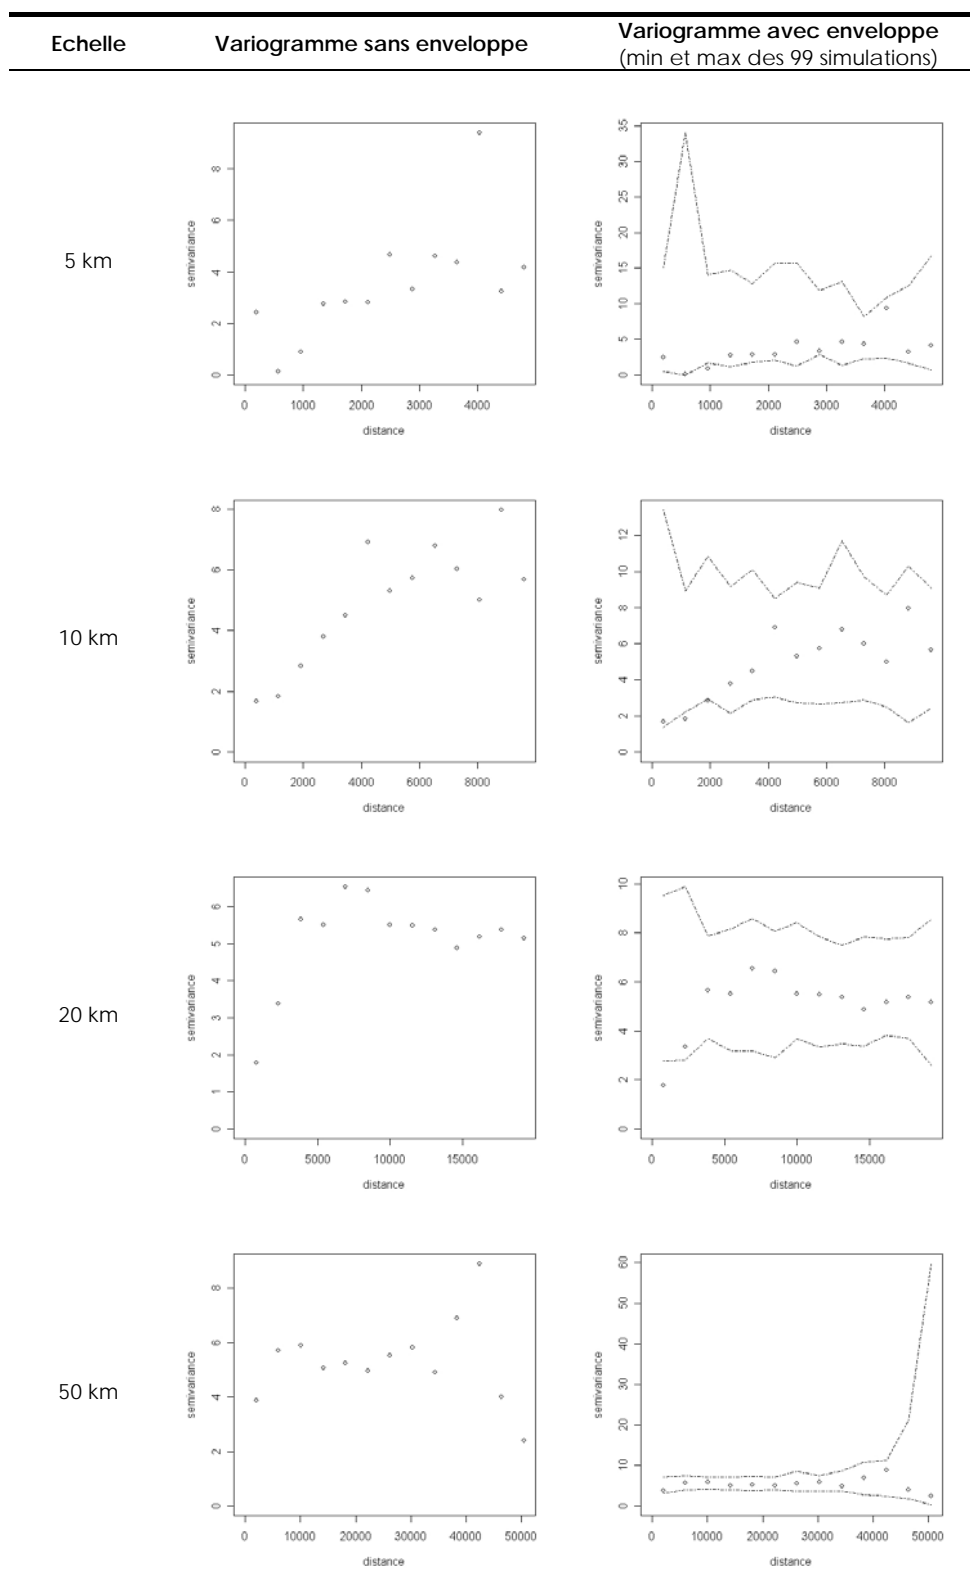 Echelle
Variogramme sans enveloppe
Variogramme avec enveloppe
(min et max des 99 simulations)
5 km
semivariance
0 2 4 6 8
0 1000 2000 3000 4000
distance
semivariance
0 5 10 15 20 25 30 35
0 1000 2000 3000 4000
distance
10 km
semivariance
0 2 4 6 8
0 2000 4000 6000 8000
distance
semivariance
0 2 4 6 8 10 12
0 2000 4000 6000 8000
distance
20 km
semivariance
0 1 2 3 4 5 6
0 5000 10000 15000
distance
semivariance
0 2 4 6 8 10
0 5000 10000 15000
distance
50 km
semivariance
0 2 4 6 8
0 10000 20000 30000 40000 50000
distance
semivariance
0 10 20 30 40 50 60
0 10000 20000 30000 40000 50000
distance